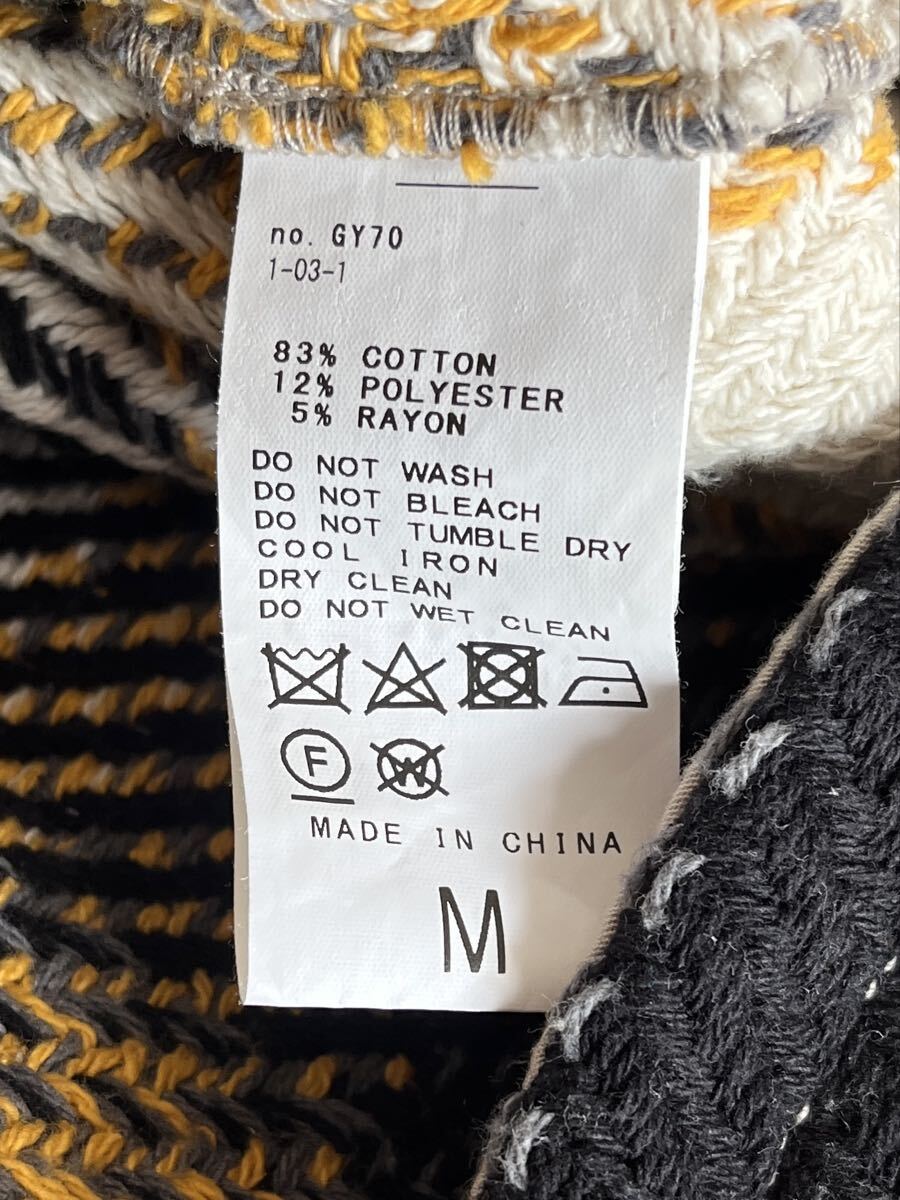 no. GY70
1-03-1
83% COTTON
12% POLYESTER
5% RAYON
DO NOT WASH
DO NOT BLEACH
DO NOT TUMBLE DRY
COOL IRON
DRY CLEAN
DO NOT WET CLEAN
F W
MADE IN CHINA
M